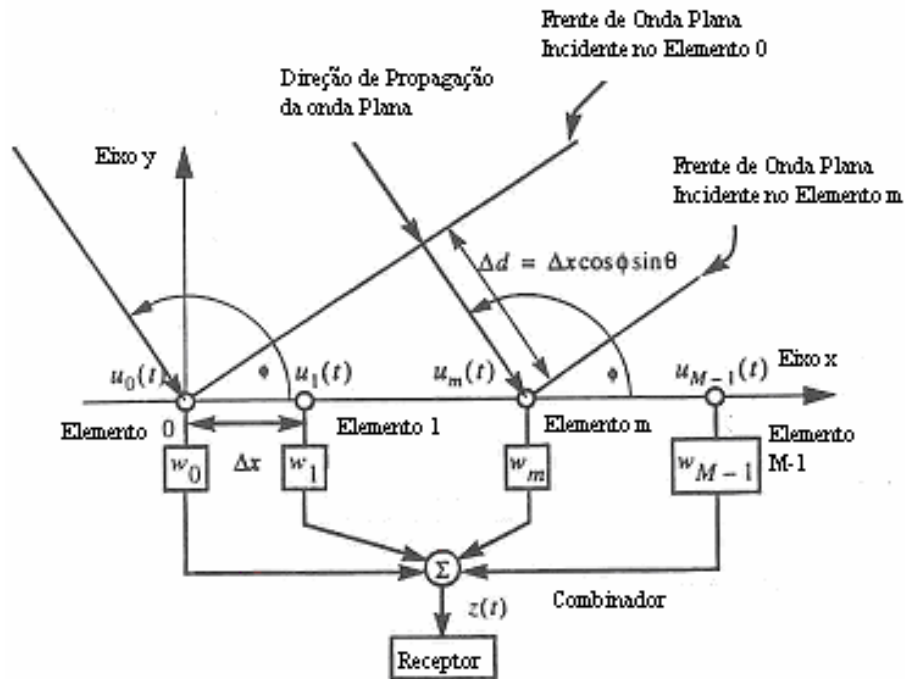 Frente de Onda Plana
Incidente no Elemento 0
Direção de Propagação
da onda Plana
Eixo y
Frente de Onda Plana
Incidente no Elemento m
Δd = Δx cos ϕ sin θ
Eixo x
u₀(t)
ϕ
u₁(t)
uₘ(t)
ϕ
u_{M-1}(t)
Elemento 0
Elemento 1
Elemento m
Elemento
M-1
w₀
Δx
w₁
wₘ
w_{M-1}
Σ
z(t)
Combinador
Receptor